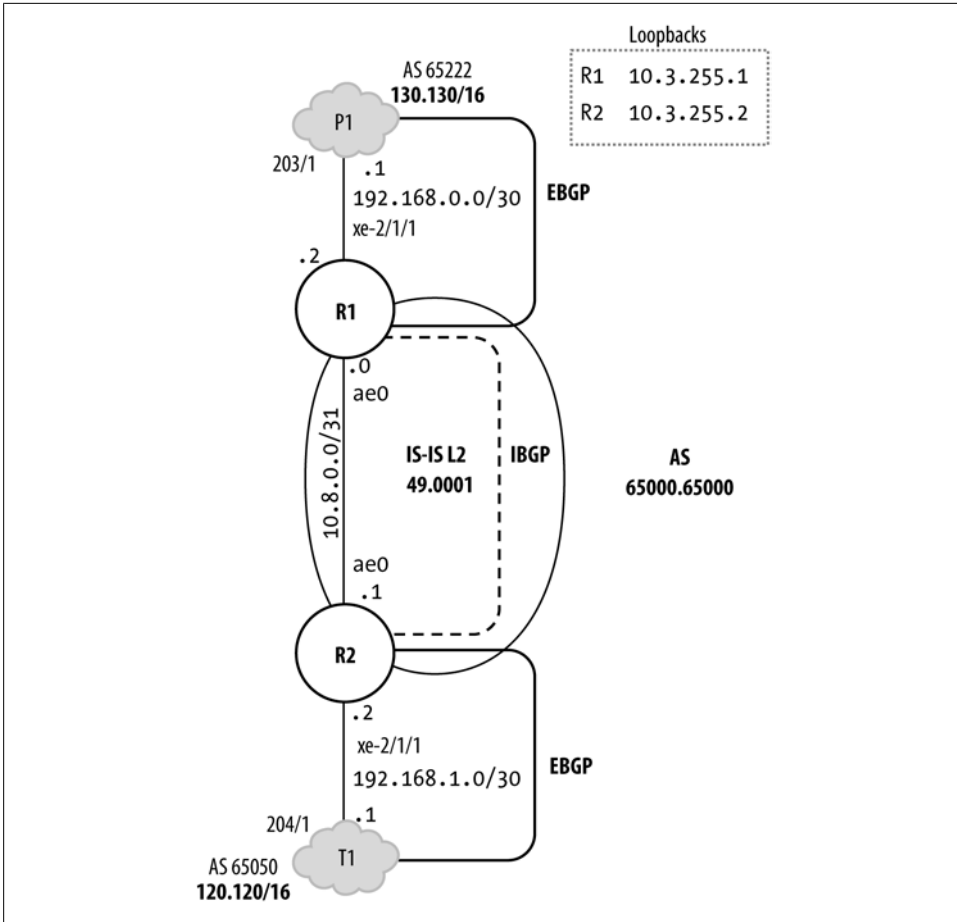 Loopbacks
R1 10.3.255.1
R2 10.3.255.2
AS 65222
130.130/16
P1
203/1
.1
192.168.0.0/30
EBGP
xe-2/1/1
.2
R1
.0
ae0
10.8.0.0/31
IS-IS L2
49.0001
IBGP
AS
65000.65000
ae0
.1
R2
.2
xe-2/1/1
192.168.1.0/30
EBGP
.1
204/1
T1
AS 65050
120.120/16